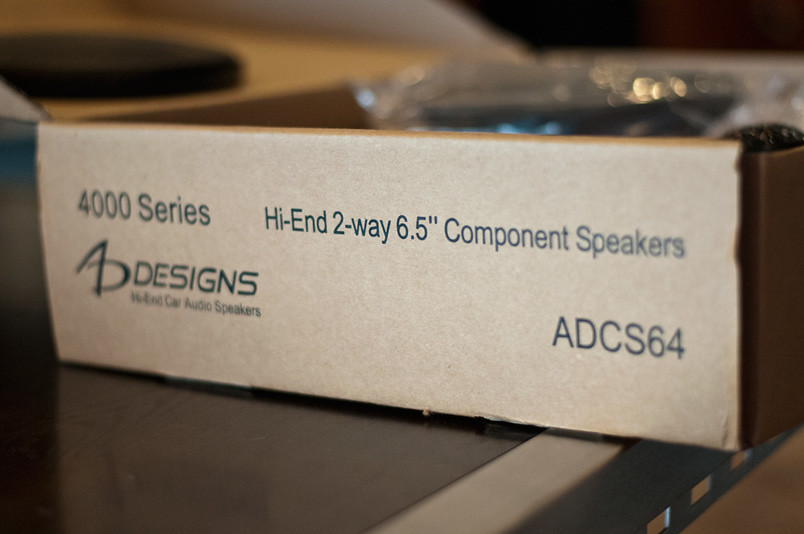 4000 Series
Hi-End 2-way 6.5" Component Speakers
AD DESIGNS
Hi-End Car Audio Speakers
ADCS64